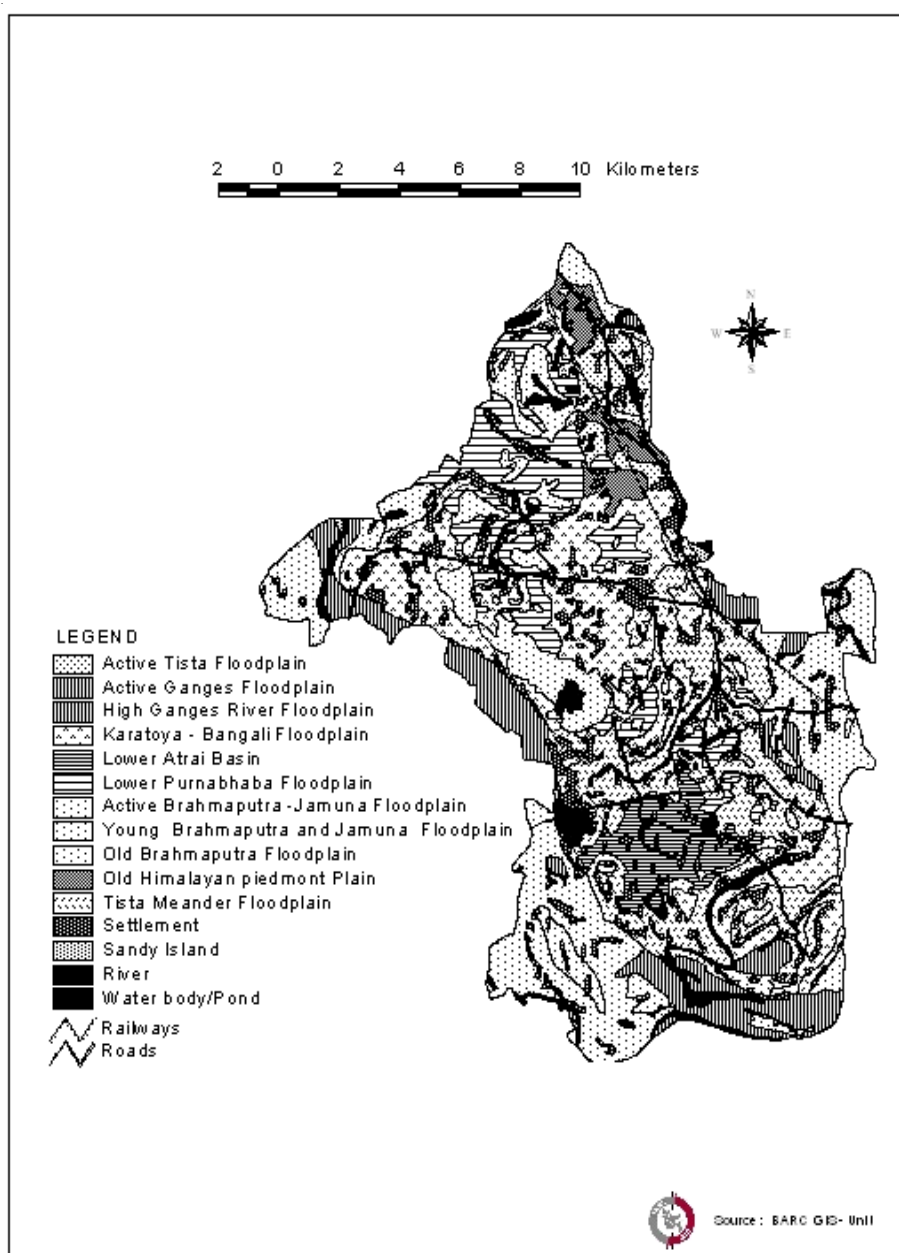 2 0 2 4 6 8 10 Kilometers
N
W E
S
LEGEND
Active Tista Floodplain
Active Ganges Floodplain
High Ganges River Floodplain
Karatoya - Bangali Floodplain
Lower Atrai Basin
Lower Purnabhaba Floodplain
Active Brahmaputra -Jamuna Floodplain
Young Brahmaputra and Jamuna Floodplain
Old Brahmaputra Floodplain
Old Himalayan piedmont Plain
Tista Meander Floodplain
Settlement
Sandy Island
River
Water body/Pond
Railways
Roads
Source : BARC GIS- Unit